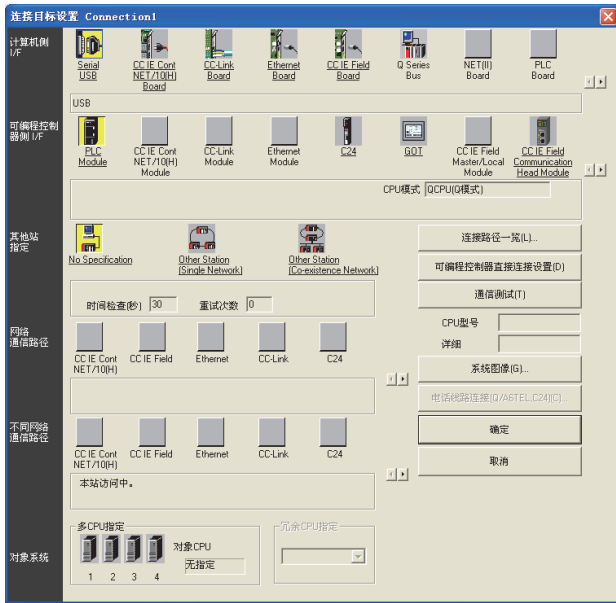 连接目标设置 Connection1
计算机侧
I/F
Serial
USB
CC IE Cont
NET/10(H)
Board
CC-Link
Board
Ethernet
Board
CC IE Field
Board
Q Series
Bus
NET(II)
Board
PLC
Board
USB
可编程控制
器侧 I/F
PLC
Module
CC IE Cont
NET/10(H)
Module
CC-Link
Module
Ethernet
Module
C24
GOT
CC IE Field
Master/Local
Module
CC IE Field
Communication
Head Module
CPU模式 QCPU(Q模式)
其他站
指定
No Specification
Other Station
(Single Network)
Other Station
(Co-existence Network)
连接路径一览(L)...
可编程控制器直接连接设置(D)
通信测试(T)
时间检查(秒) 30 重试次数 0
CPU型号
详细
网络
通信路径
CC IE Cont
NET/10(H)
CC IE Field
Ethernet
CC-Link
C24
系统图像(G)...
电话线路连接(Q/A6TEL,C24)(C)...
不同网络
通信路径
CC IE Cont
NET/10(H)
CC IE Field
Ethernet
CC-Link
C24
确定
取消
本站访问中。
对象系统
多CPU指定
1 2 3 4
对象CPU
无指定
冗余CPU指定